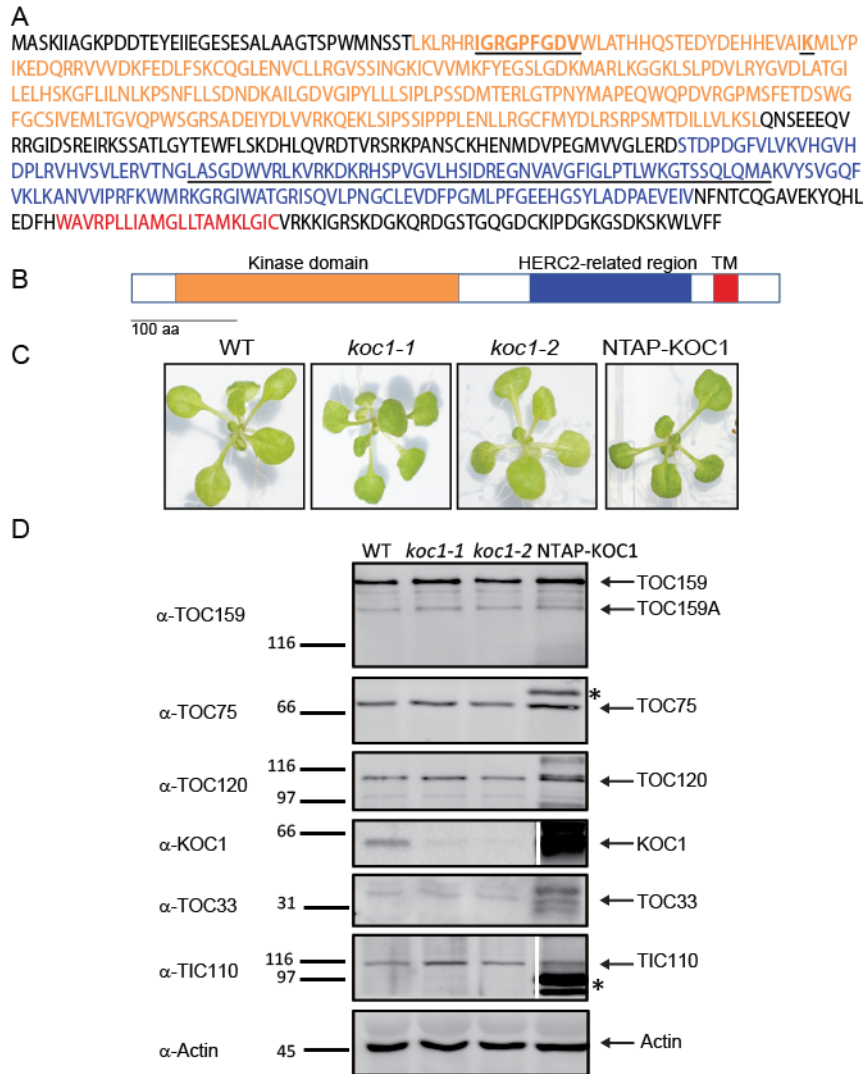 A
MASKIIAGKPDDTEYEIIEGESESALAAGTSPWMNSSTLKLRHRIGRGPFGDVWLATHHQSTEDYDEHHEVAIKMLYP
IKEDQRRVVVDKFEDLFSKCQGLENVCLLRGVSSINGKICVVMKFYEGSLGDKMARLKGGKLSLPDVLRYGVDLATGI
LELHSKGFLILNLKPSNFLLSDNDKAILGDVGIPYLLLSIPLPSSDMTERLGTPNYMAPEQWQPDVRGPMSFETDSWG
FGCSIVEMLTGVQPWSGRSADEIYDLVVRKQEKLSIPSSIPPPLENLLRGCFMYDLRSRPSMTDILLVLKSLQNSEEEQV
RRGIDSREIRKSSATLGYTEWFLSKDHLQVRDTVRSRKPANSCKHENMDVPEGMVVGLERDSTDPDGFVLVKVHGVH
DPLRVHVSVLERVTNGLASGDWVRLKVRKDKRHSPVGVLHSIDREGNVAVGFIGLPTLWKGTSSQLQMAKVYSVGQF
VKLKANVVIPRFKWMRKGRGIWATGRISQVLPNGCLEVDFPGMLPFGEEHGSYLADPAEVEIVNFNTCQGAVEKYQHL
EDFHWAVRPLLIAMGLLTAMKLGICVRKKIGRSKDGKQRDGSTGQGDCKIPDGKGSDKSKWLVFF
B
Kinase domain HERC2-related region TM
100 aa
C
WT koc1-1 koc1-2 NTAP-KOC1
D
WT koc1-1 koc1-2 NTAP-KOC1
α-TOC159 116 TOC159
TOC159A
α-TOC75 66 * TOC75
α-TOC120 116 97 TOC120
α-KOC1 66 KOC1
α-TOC33 31 TOC33
α-TIC110 116 97 TIC110
*
α-Actin 45 Actin